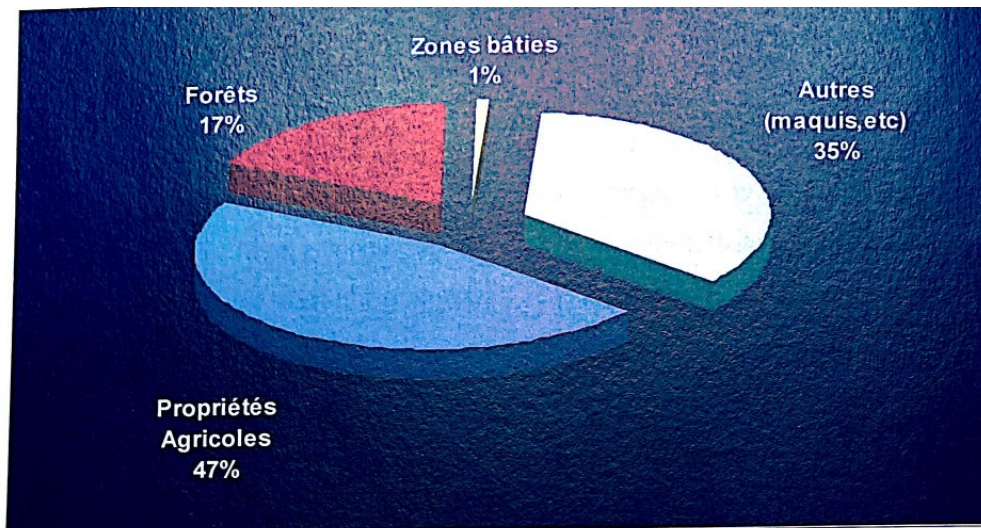 Zones bâties
1%
Forêts
17%
Autres
(maquis,etc)
35%
Propriétés
Agricoles
47%